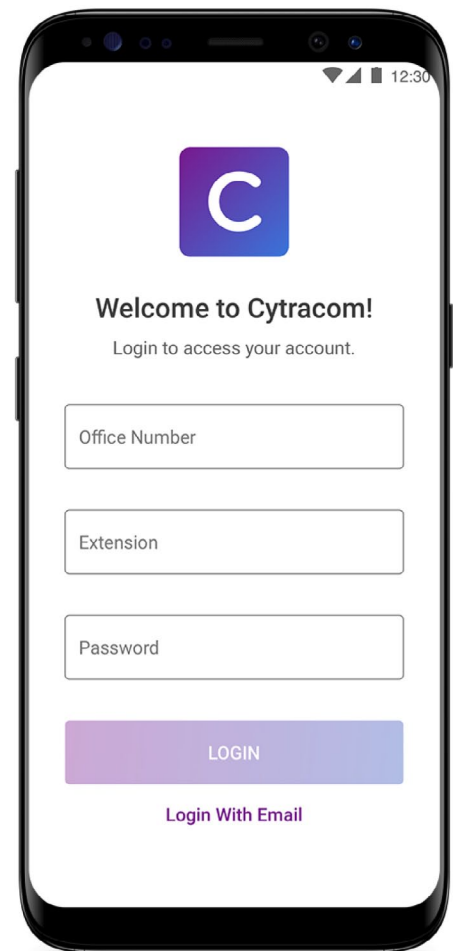 12:30
C
Welcome to Cytracom!
Login to access your account.
Office Number
Extension
Password
LOGIN
Login With Email